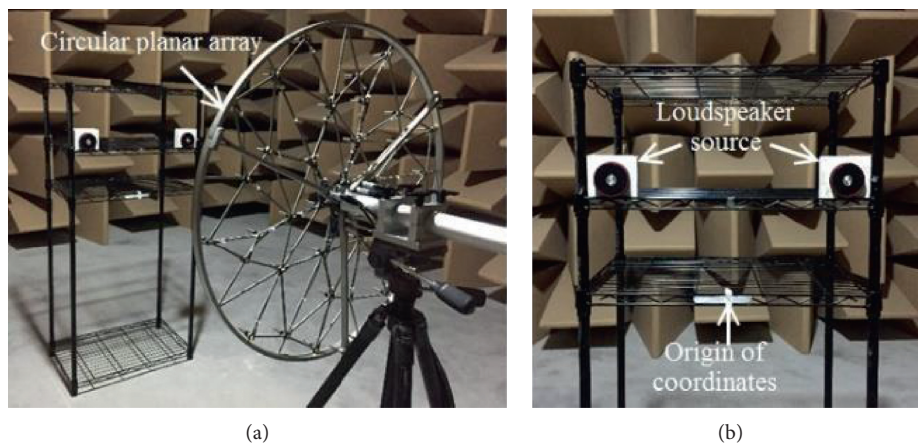 Circular planar array
Loudspeaker
source
Origin of
coordinates
(a)
(b)